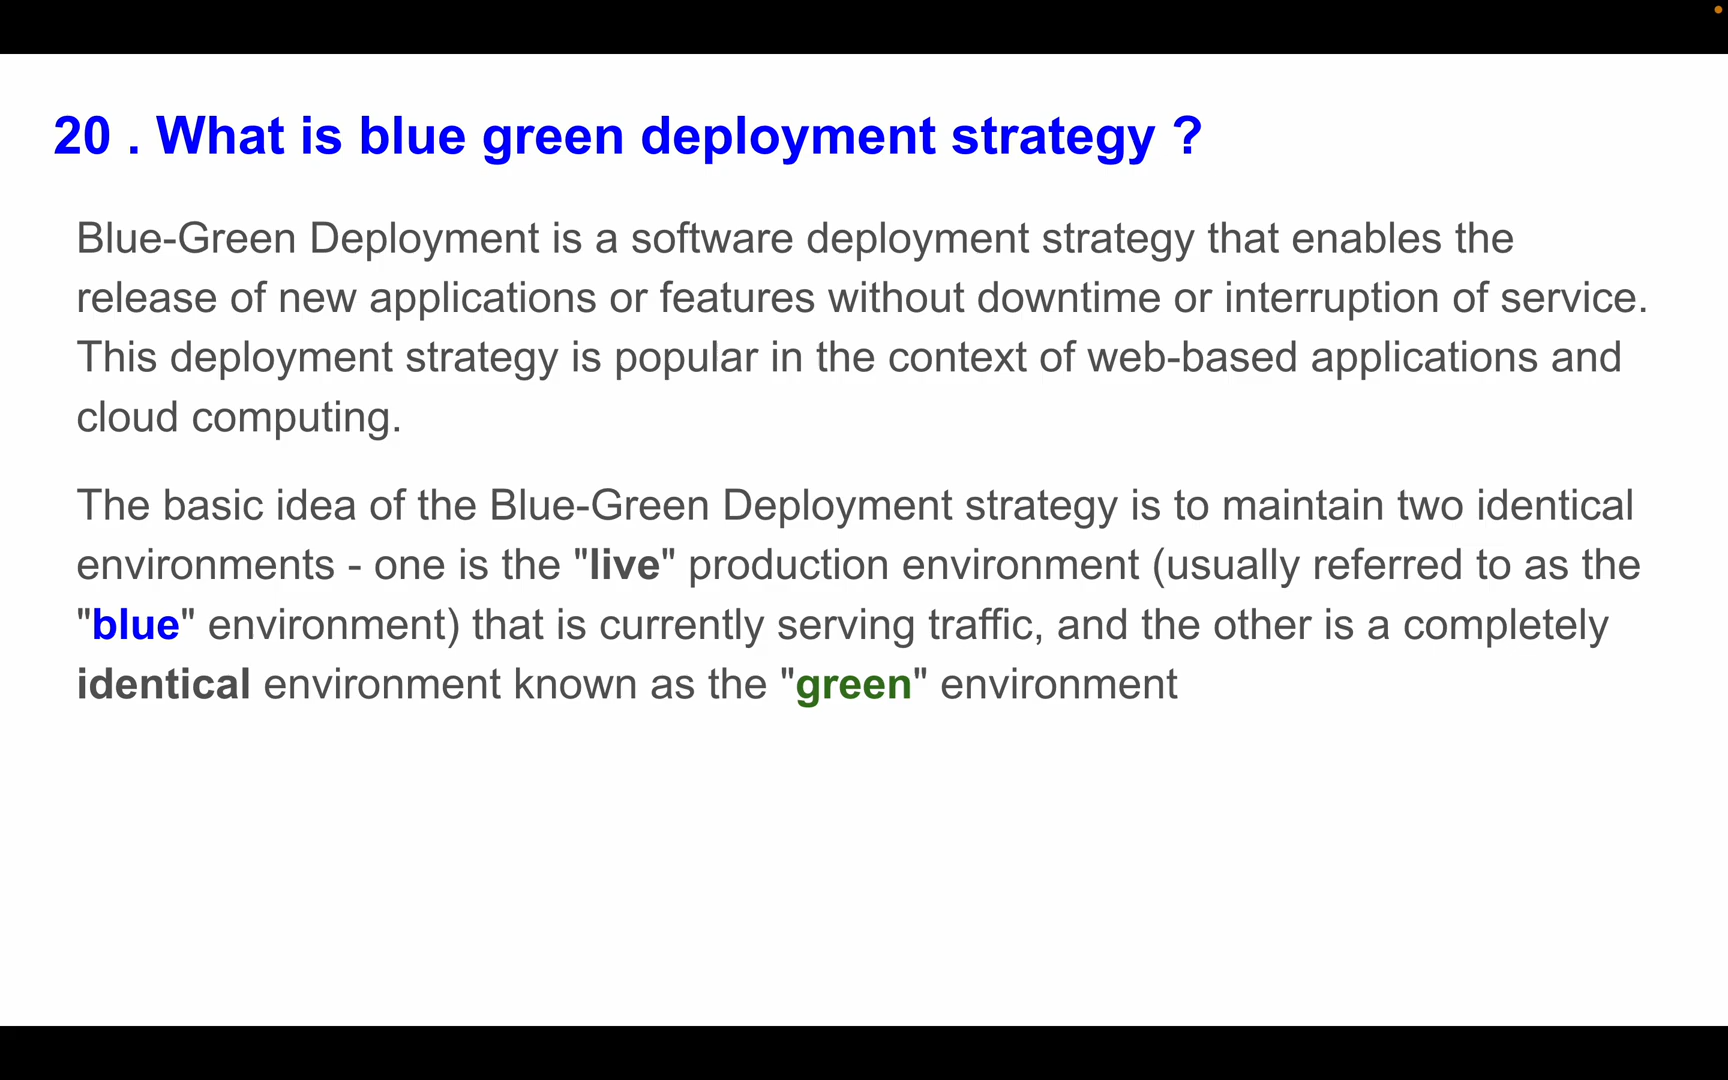 20 . What is blue green deployment strategy ?
Blue-Green Deployment is a software deployment strategy that enables the
release of new applications or features without downtime or interruption of service.
This deployment strategy is popular in the context of web-based applications and
cloud computing.
The basic idea of the Blue-Green Deployment strategy is to maintain two identical
environments - one is the "live" production environment (usually referred to as the
"blue" environment) that is currently serving traffic, and the other is a completely
identical environment known as the "green" environment